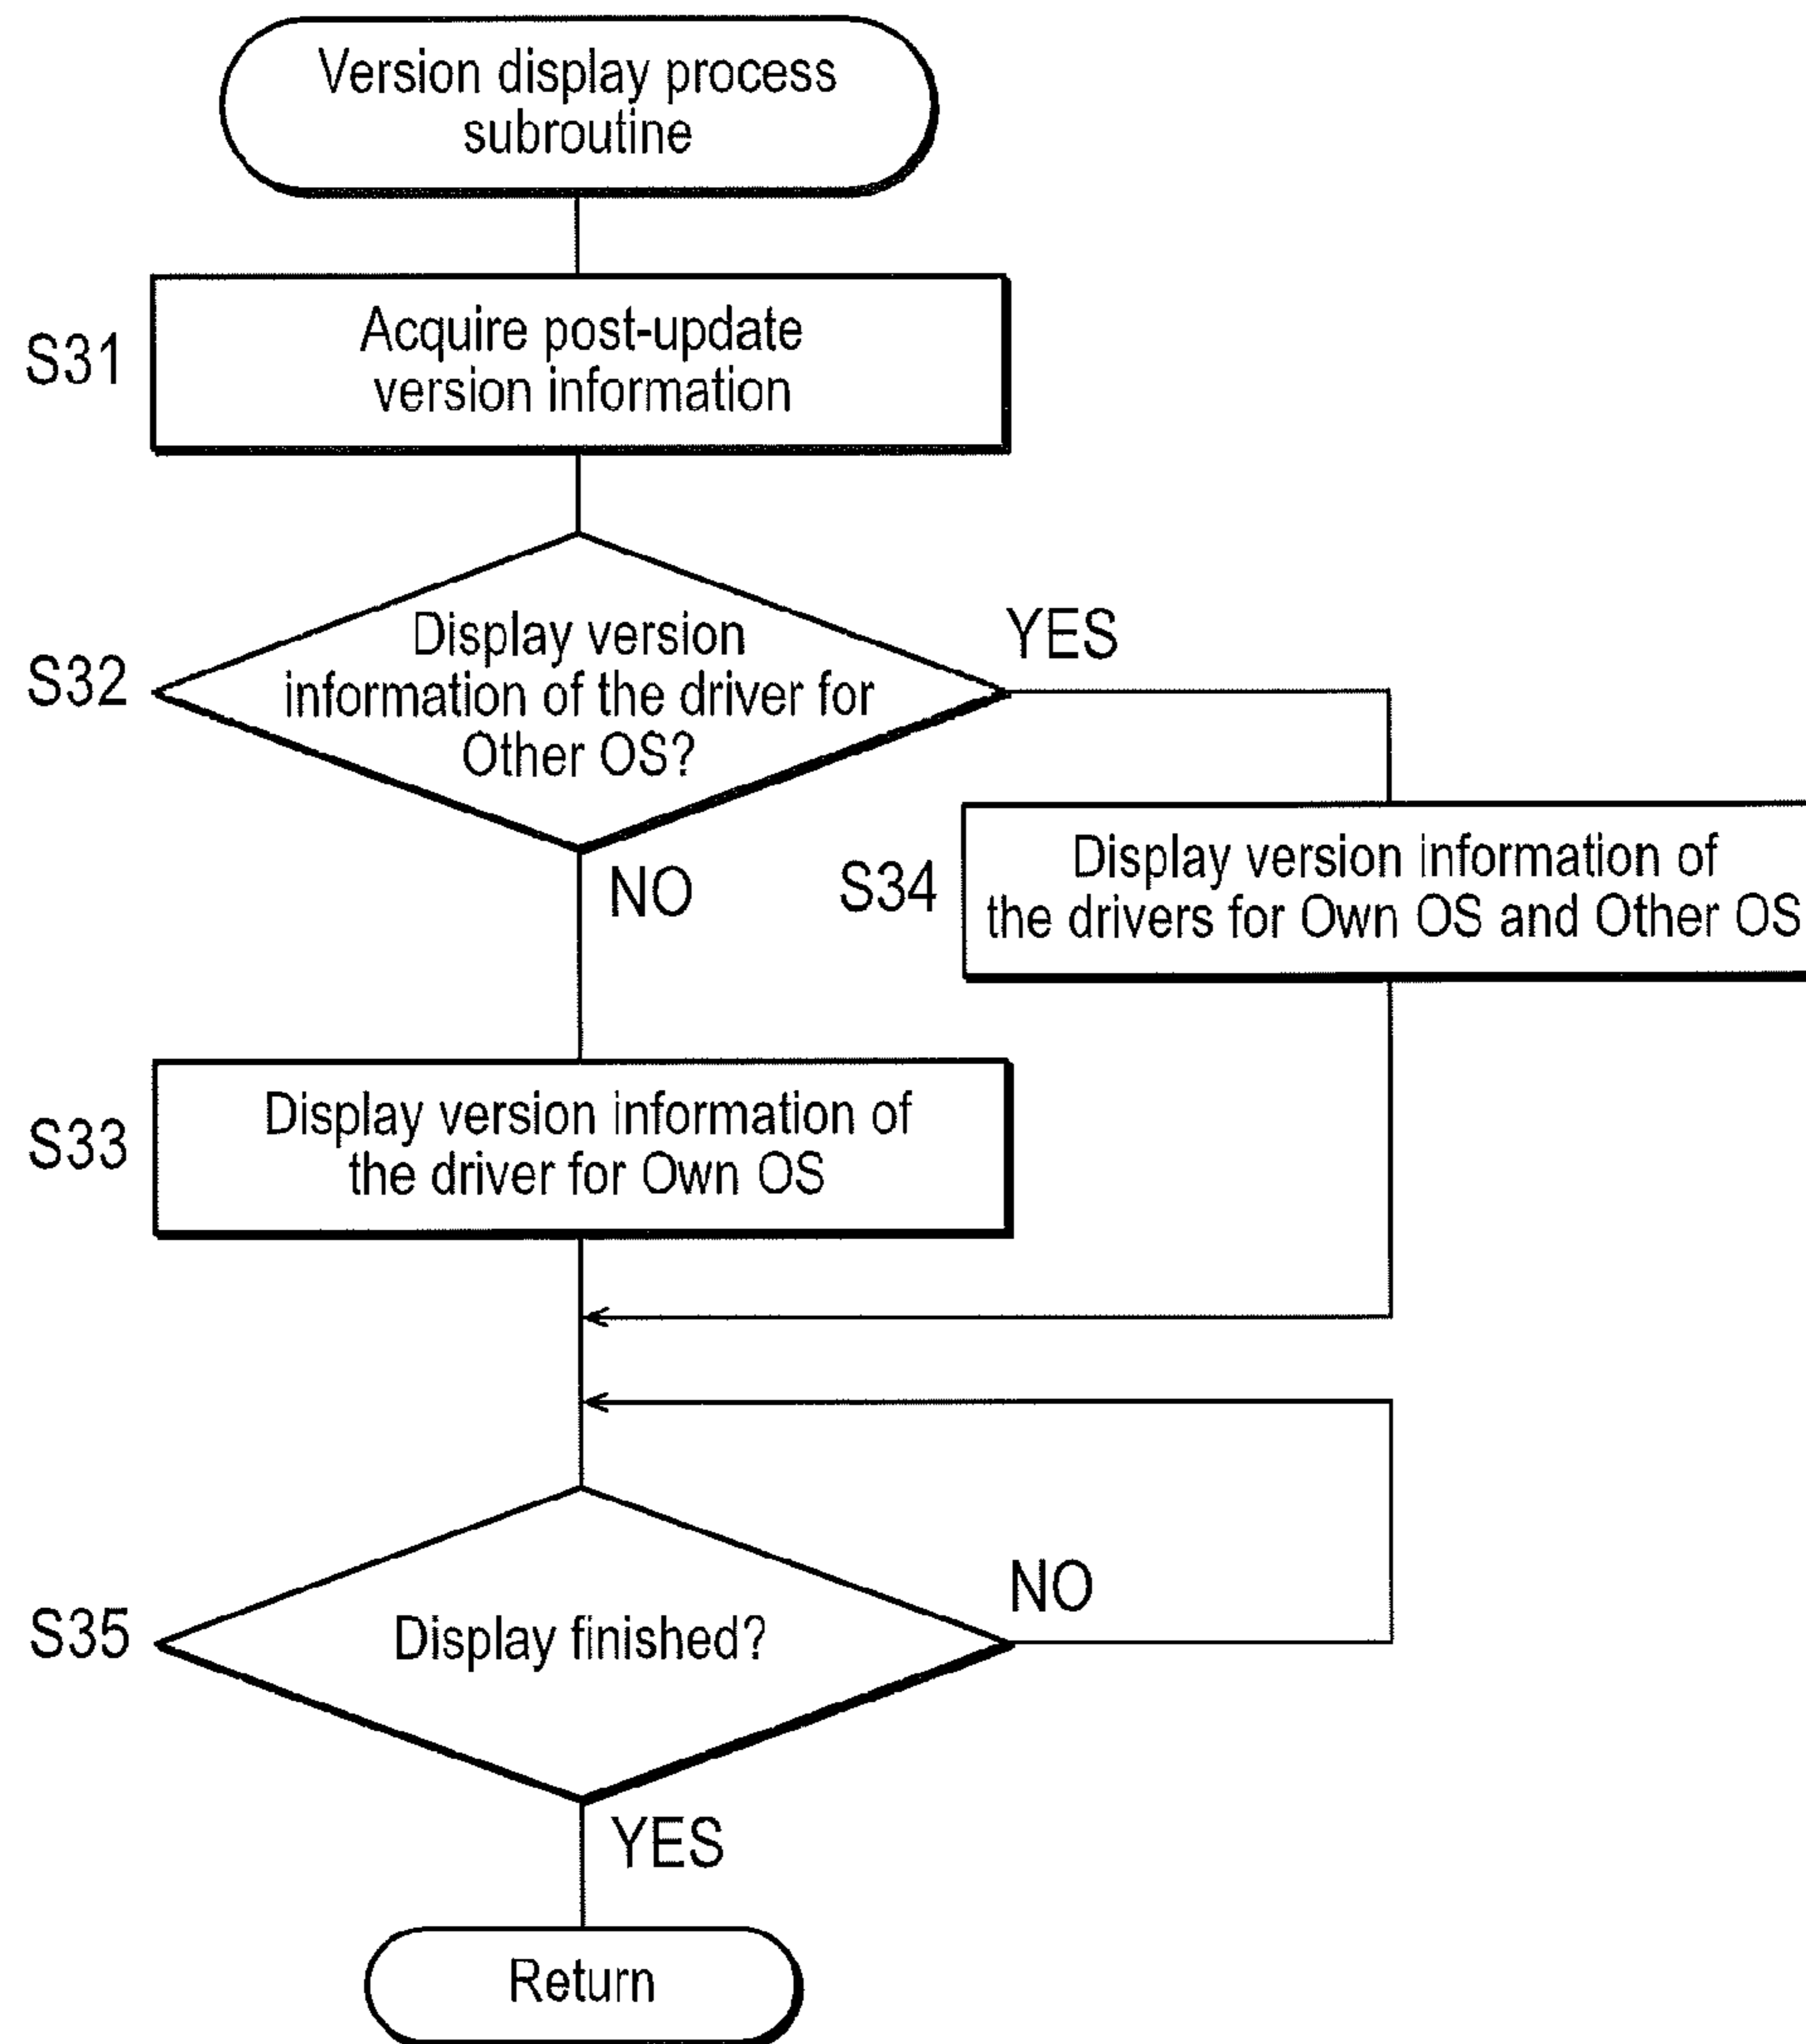 Version display process
subroutine
S31
Acquire post-update
version information
S32
Display version
information of the driver for
Other OS?
YES
NO
S34
Display version information of
the drivers for Own OS and Other OS
S33
Display version information of
the driver for Own OS
S35
Display finished?
NO
YES
Return